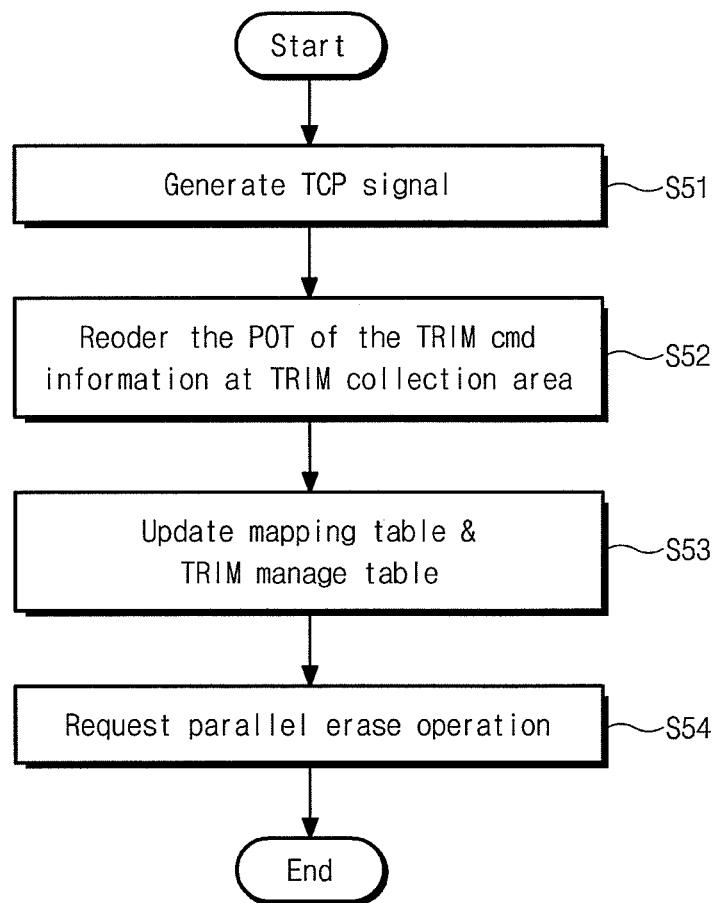 Start
Generate TCP signal
S51
Reoder the POT of the TRIM cmd
information at TRIM collection area
S52
Update mapping table &
TRIM manage table
S53
Request parallel erase operation
S54
End